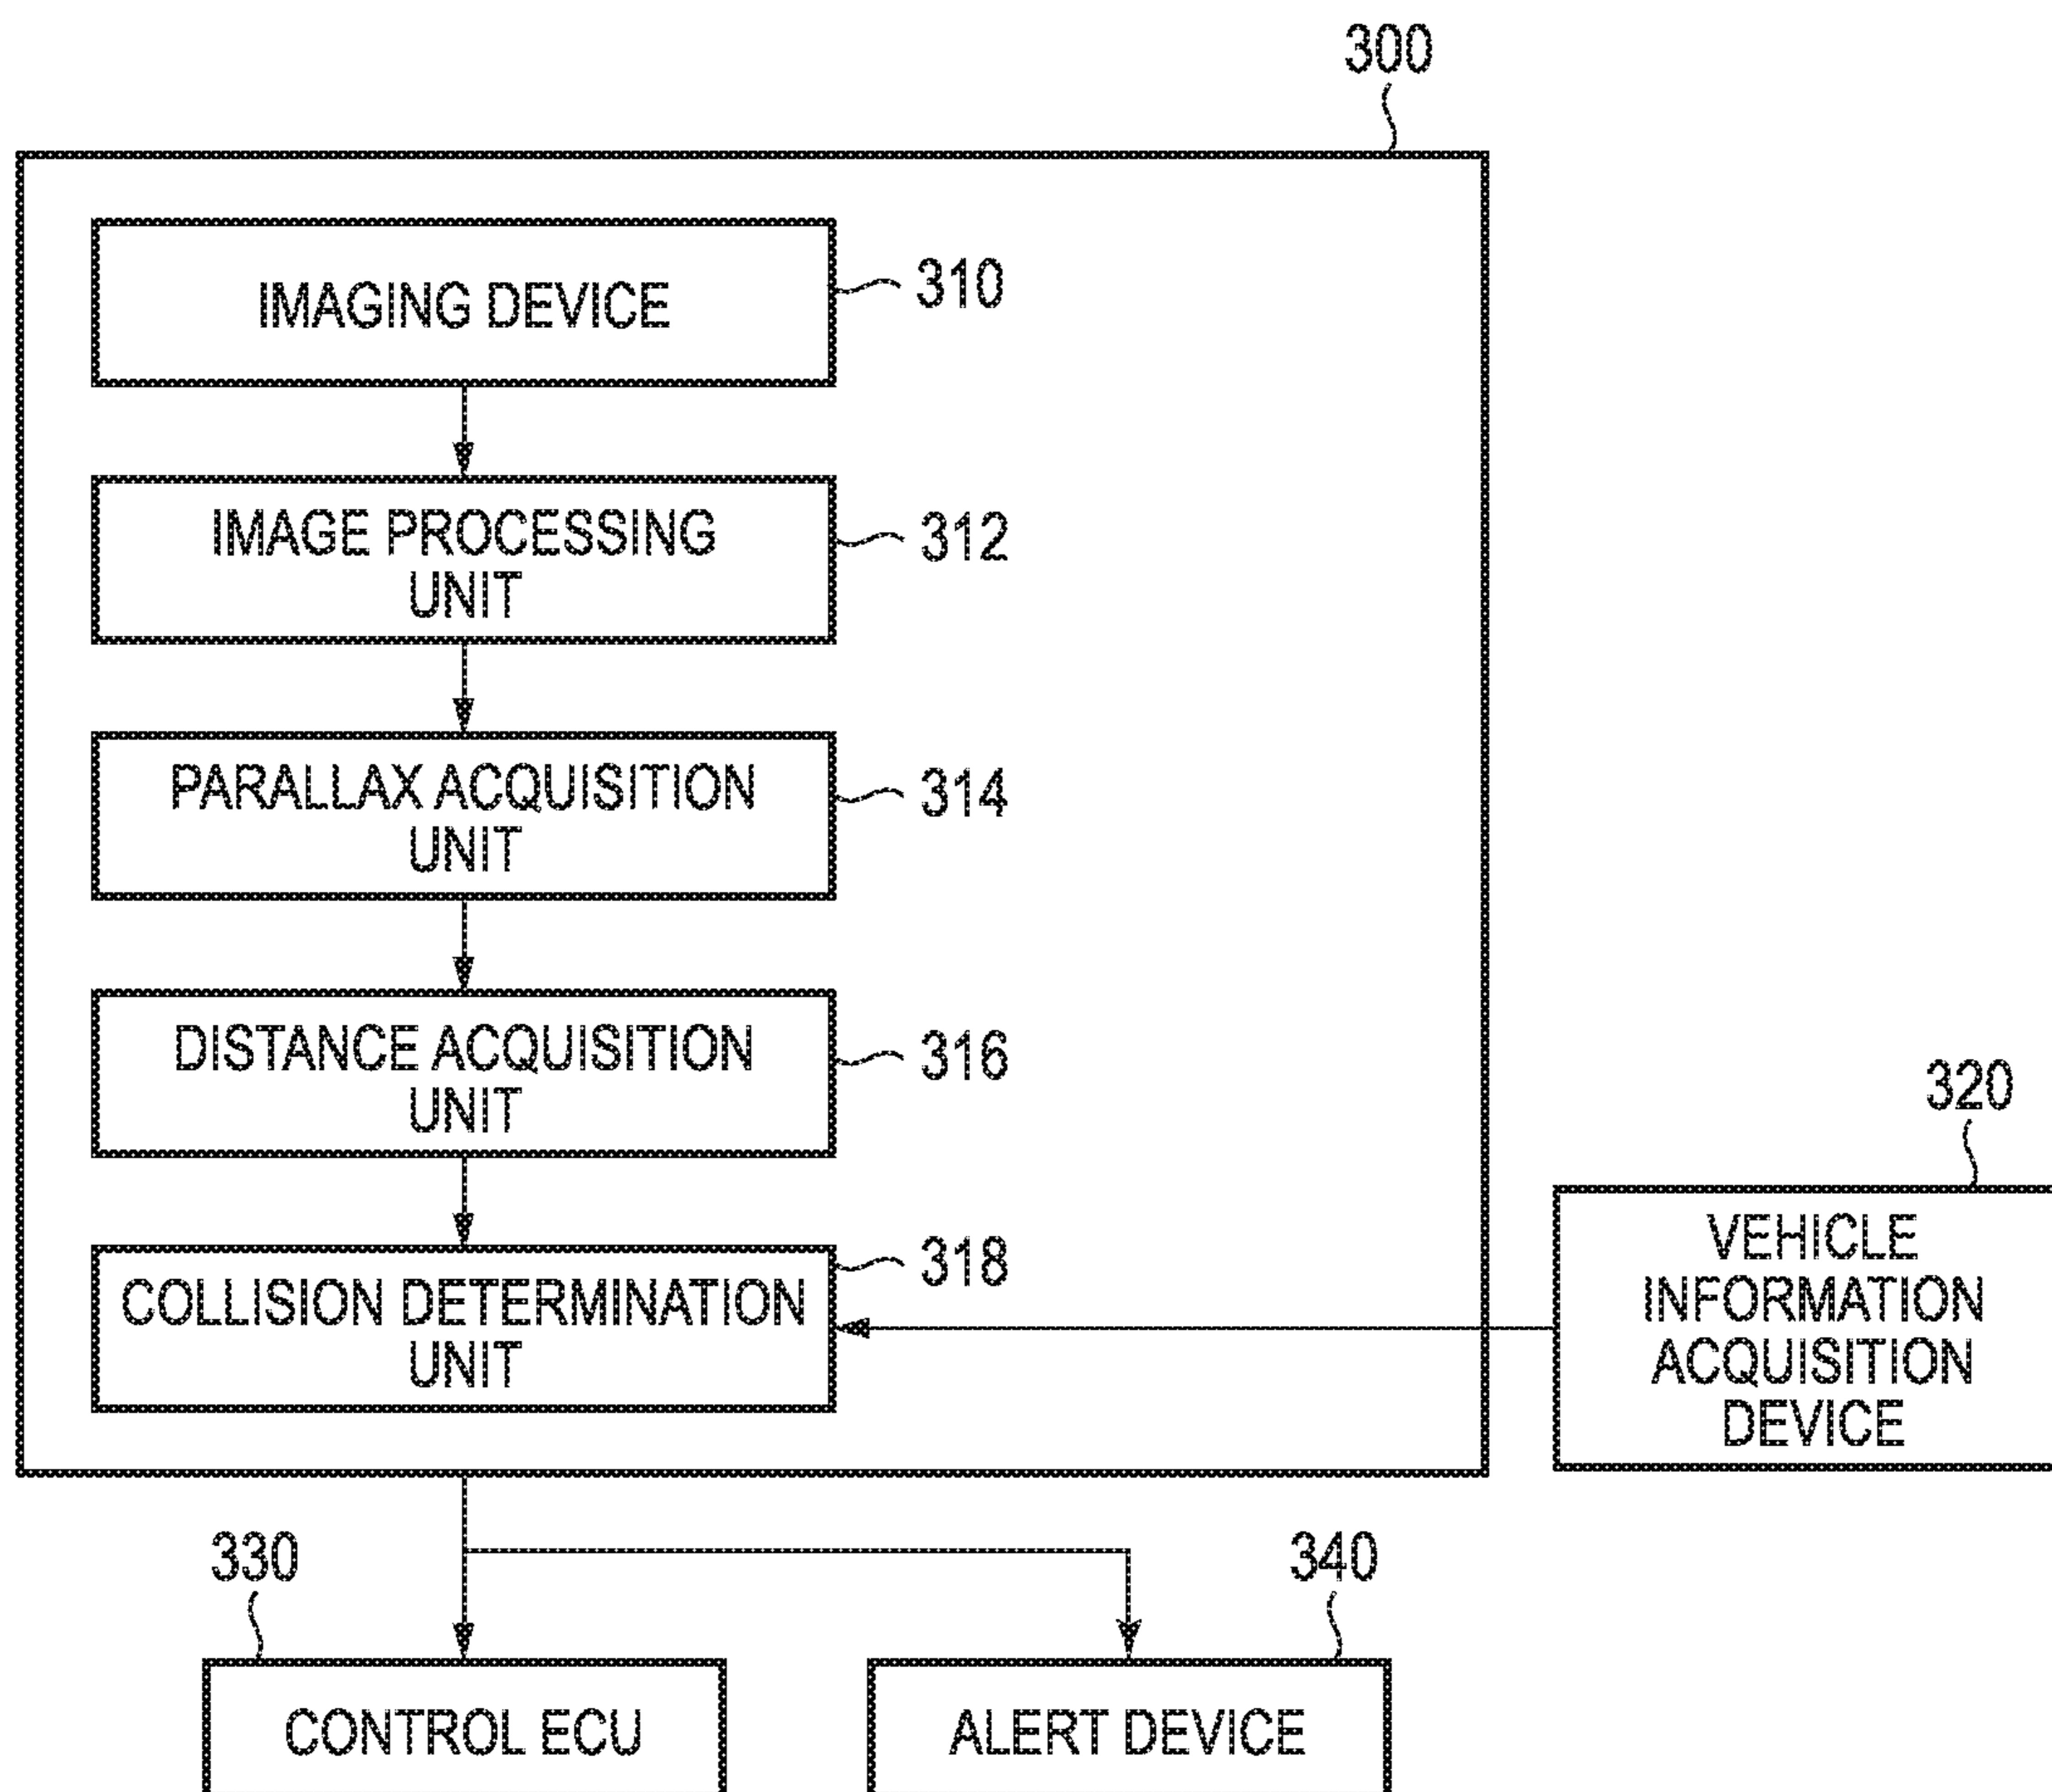 300
IMAGING DEVICE
310
IMAGE PROCESSING
UNIT
312
PARALLAX ACQUISITION
UNIT
314
DISTANCE ACQUISITION
UNIT
316
COLLISION DETERMINATION
UNIT
318
320
VEHICLE
INFORMATION
ACQUISITION
DEVICE
330
CONTROL ECU
340
ALERT DEVICE